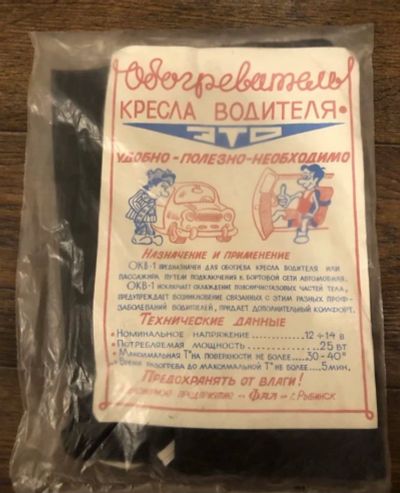 Обогреватель
КРЕСЛА ВОДИТЕЛЯ•
ЭТО
УДОБНО-ПОЛЕЗНО-НЕОБХОДИМО
НАЗНАЧЕНИЕ И ПРИМЕНЕНИЕ
ОКВ-1 ПРЕДНАЗНАЧЕН ДЛЯ ОБОГРЕВА КРЕСЛА ВОДИТЕЛЯ ИЛИ
ПАССАЖИРА ПУТЕМ ПОДКЛЮЧЕНИЯ К БОРТОВОЙ СЕТИ АВТОМОБИЛЯ.
ОКВ-1 ИСКЛЮЧАЕТ ОХЛАЖДЕНИЕ ПОЯСНИЧНОТАЗОВЫХ ЧАСТЕЙ ТЕЛА,
ПРЕДУПРЕЖДАЕТ ВОЗНИКНОВЕНИЕ СВЯЗАННЫХ С ЭТИМ РАЗНЫХ ПРОФ-
ЗАБОЛЕВАНИЙ ВОДИТЕЛЕЙ, ПРИДАЕТ ДОПОЛНИТЕЛЬНЫЙ КОМФОРТ.
ТЕХНИЧЕСКИЕ ДАННЫЕ
•НОМИНАЛЬНОЕ НАПРЯЖЕНИЕ............12÷14 В
•ПОТРЕБЛЯЕМАЯ МОЩНОСТЬ............25 ВТ
•МАКСИМАЛЬНАЯ Т° НА ПОВЕРХНОСТИ НЕ БОЛЕЕ....30-40°
•ВРЕМЯ РАЗОГРЕВА ДО МАКСИМАЛЬНОЙ Т° НЕ БОЛЕЕ....5 МИН.
ПРЕДОХРАНЯТЬ ОТ ВЛАГИ!
ПРЕДПРИЯТИЕ г. РЫБИНСК